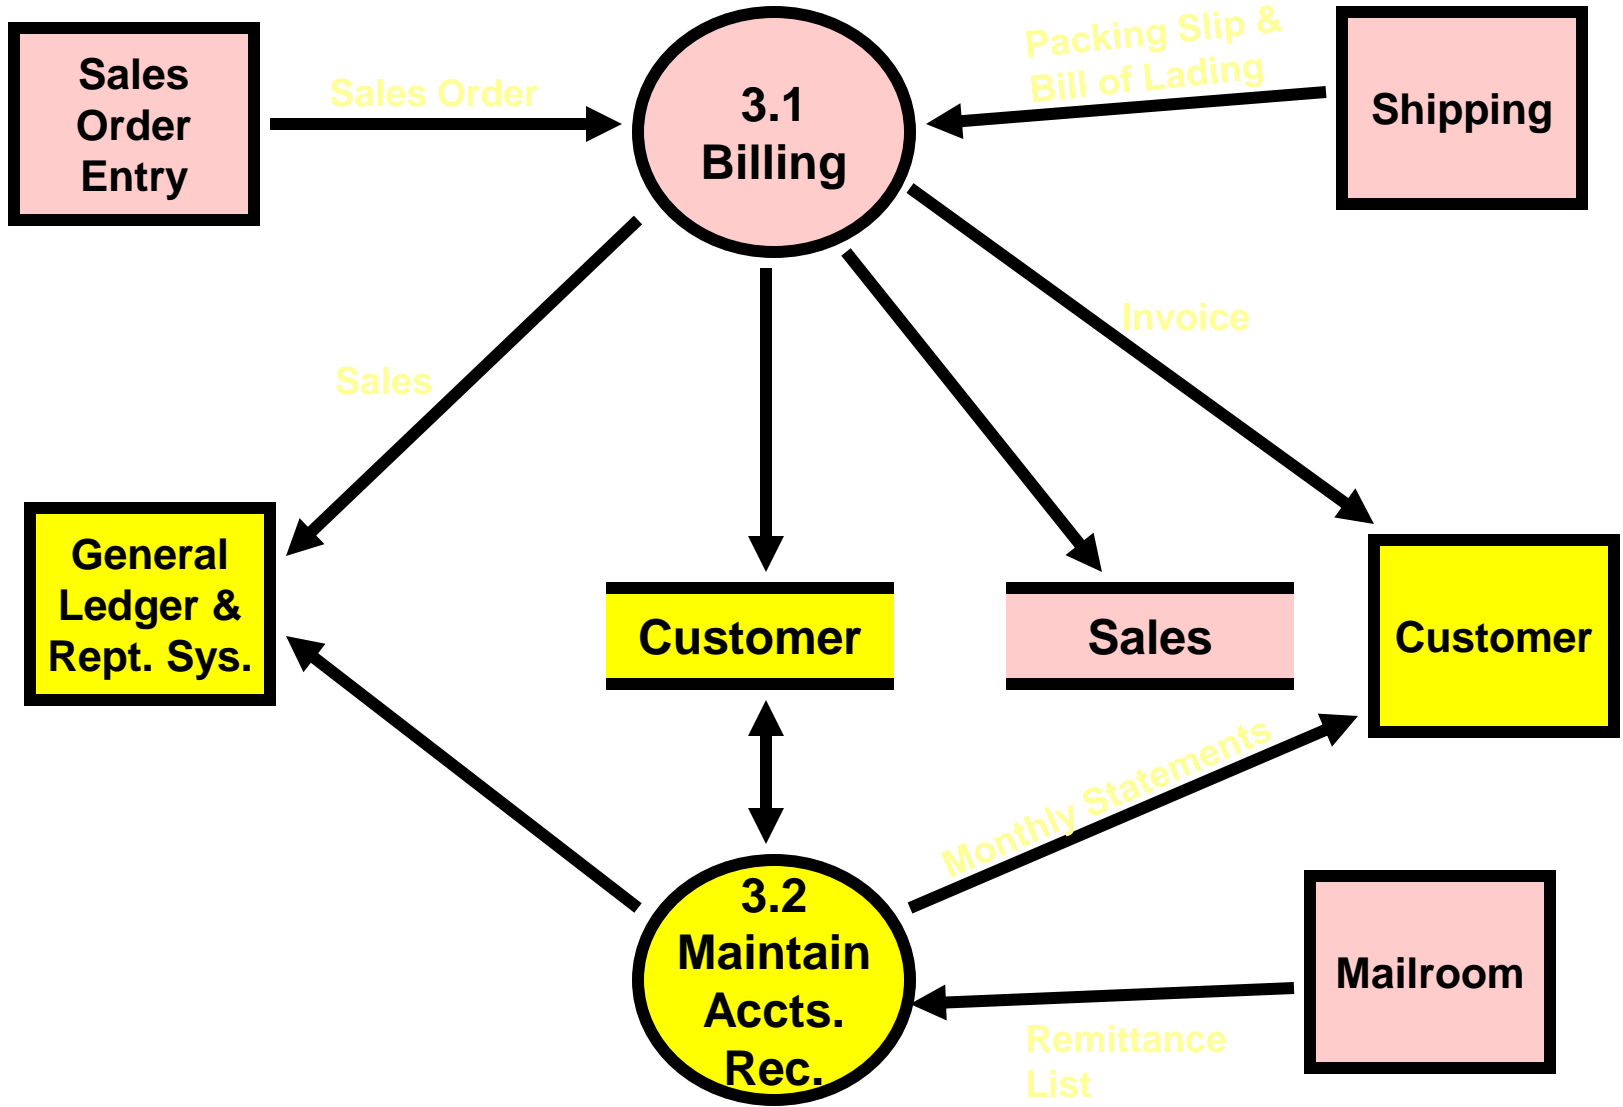 Sales
Order
Entry
Sales Order
3.1
Billing
Packing Slip &
Bill of Lading
Shipping
Sales
Invoice
General
Ledger &
Rept. Sys.
Customer
Sales
Customer
Monthly Statements
3.2
Maintain
Accts.
Rec.
Mailroom
Remittance
List